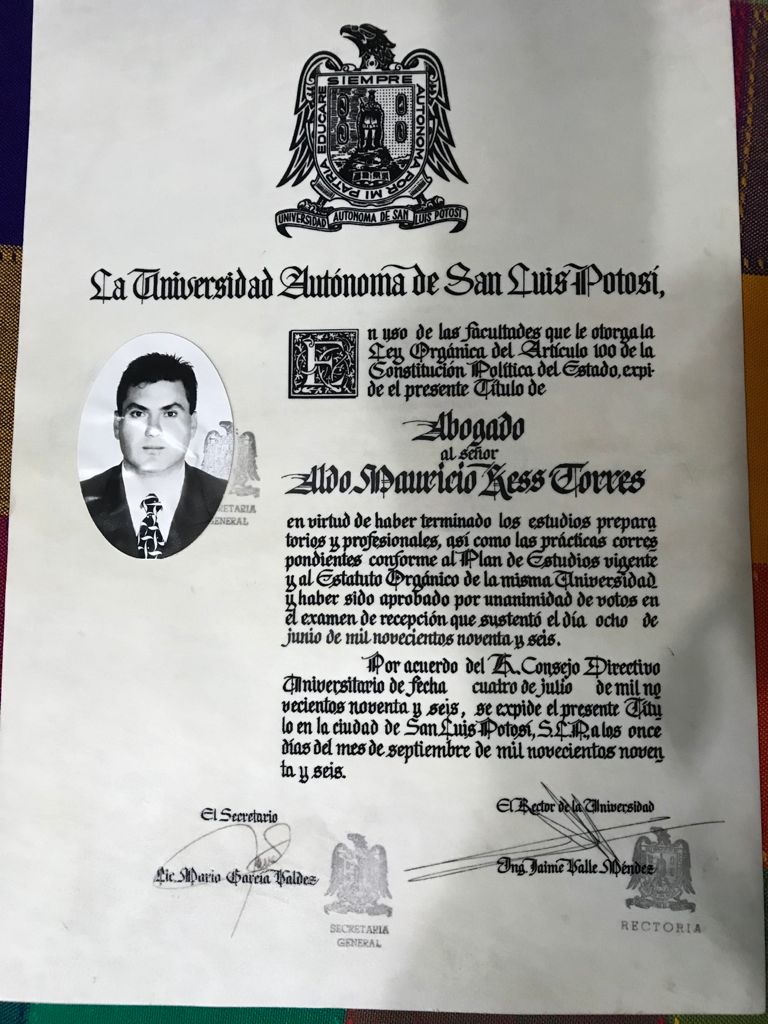 SIEMPRE AUTONOMA POR MI PATRIA EDUCARE
UNIVERSIDAD AUTONOMA DE SAN LUIS POTOSI
La Universidad Autónoma de San Luis Potosí,
En uso de las facultades que le otorga la
Ley Orgánica del Artículo 100 de la
Constitución Política del Estado, expi-
de el presente Título de
Abogado
al señor
Aldo Mauricio Kess Torres
en virtud de haber terminado los estudios prepara
torios y profesionales, así como las prácticas corres
pondientes conforme al Plan de Estudios vigente
y al Estatuto Orgánico de la misma Universidad
y haber sido aprobado por unanimidad de votos en
el examen de recepción que sustentó el día ocho de
junio de mil novecientos noventa y seis.
Por acuerdo del H. Consejo Directivo
Universitario de fecha cuatro de julio de mil no
vecientos noventa y seis, se expide el presente Títu
lo en la ciudad de San Luis Potosí, S.L.P. a los once
días del mes de septiembre de mil novecientos noven
ta y seis.
RETARIA
GENERAL
El Secretario
Lic. Mario García Valdez
SECRETARIA
GENERAL
El Rector de la Universidad
Ing. Jaime Valle Méndez
RECTORIA